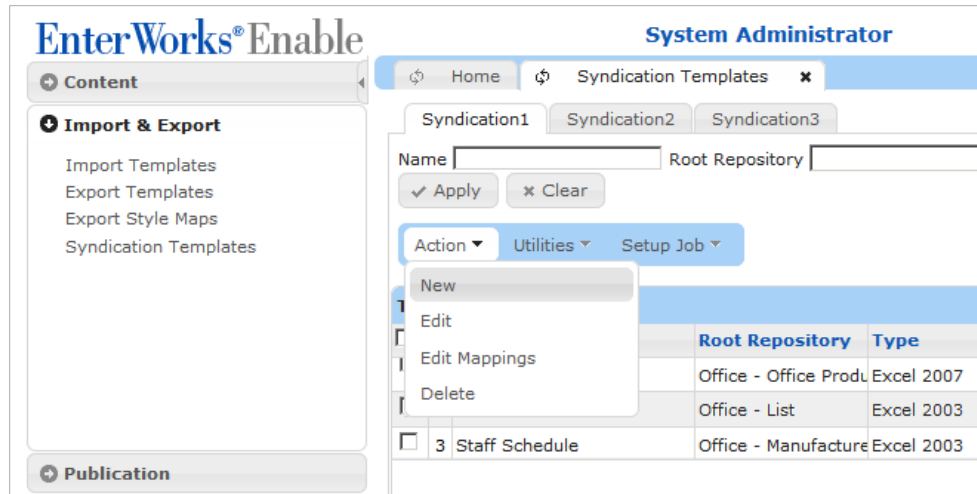 EnterWorks®Enable
System Administrator
Content
Home Syndication Templates
Import & Export
Syndication1 Syndication2 Syndication3
Import Templates
Export Templates
Export Style Maps
Syndication Templates
Name Root Repository
Apply Clear
Action Utilities Setup Job
New
Edit
Edit Mappings
Delete
Root Repository Type
Office - Office Produ Excel 2007
Office - List Excel 2003
3 Staff Schedule Office - Manufacture Excel 2003
Publication